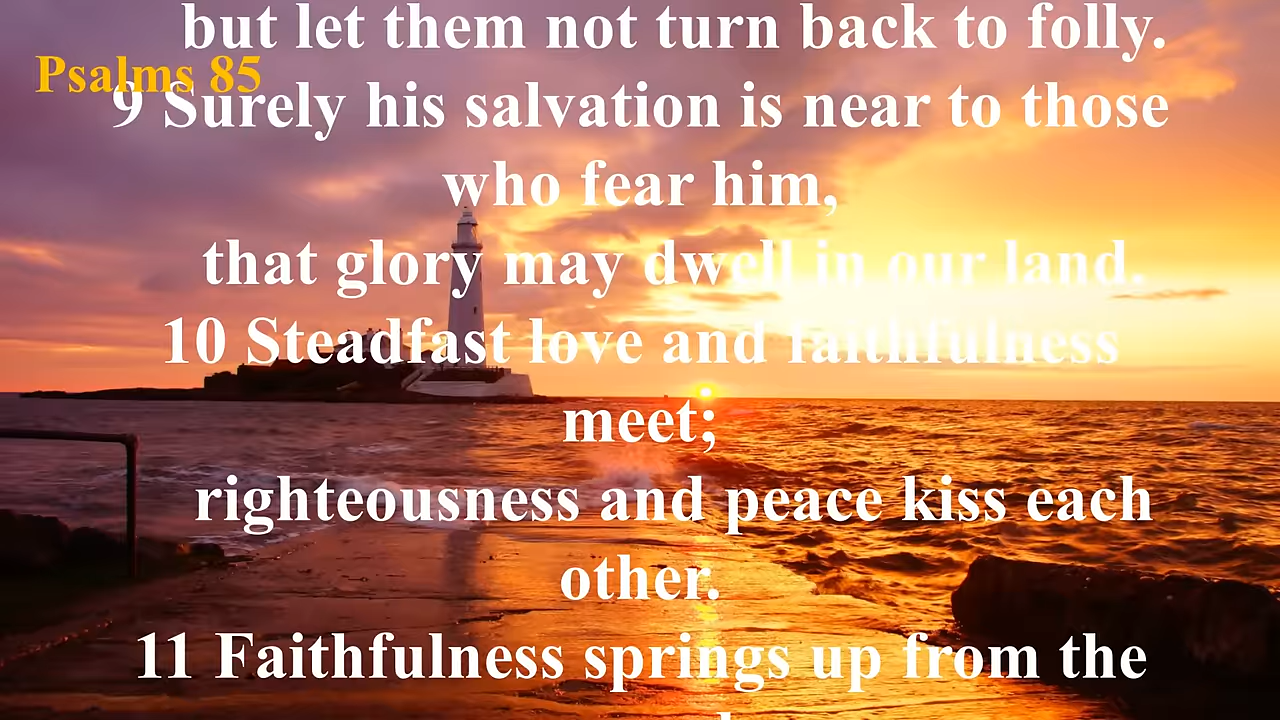 but let them not turn back to folly.
Psalms 85
9 Surely his salvation is near to those
who fear him,
that glory may dwell in our land.
10 Steadfast love and faithfulness
meet;
righteousness and peace kiss each
other.
11 Faithfulness springs up from the